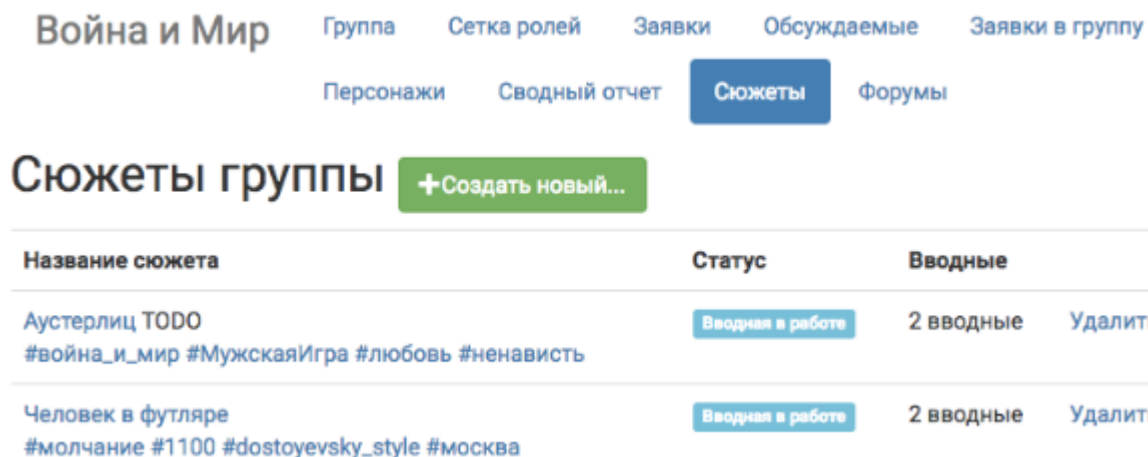 Война и Мир Группа Сетка ролей Заявки Обсуждаемые Заявки в группу
Персонажи Сводный отчет Сюжеты Форумы
Сюжеты группы +Создать новый...
Название сюжета Статус Вводные
Аустерлиц TODO Вводная в работе 2 вводные Удалить
#война_и_мир #МужскаяИгра #любовь #ненависть
Человек в футляре Вводная в работе 2 вводные Удалить
#молчание #1100 #dostoyevsky_style #москва